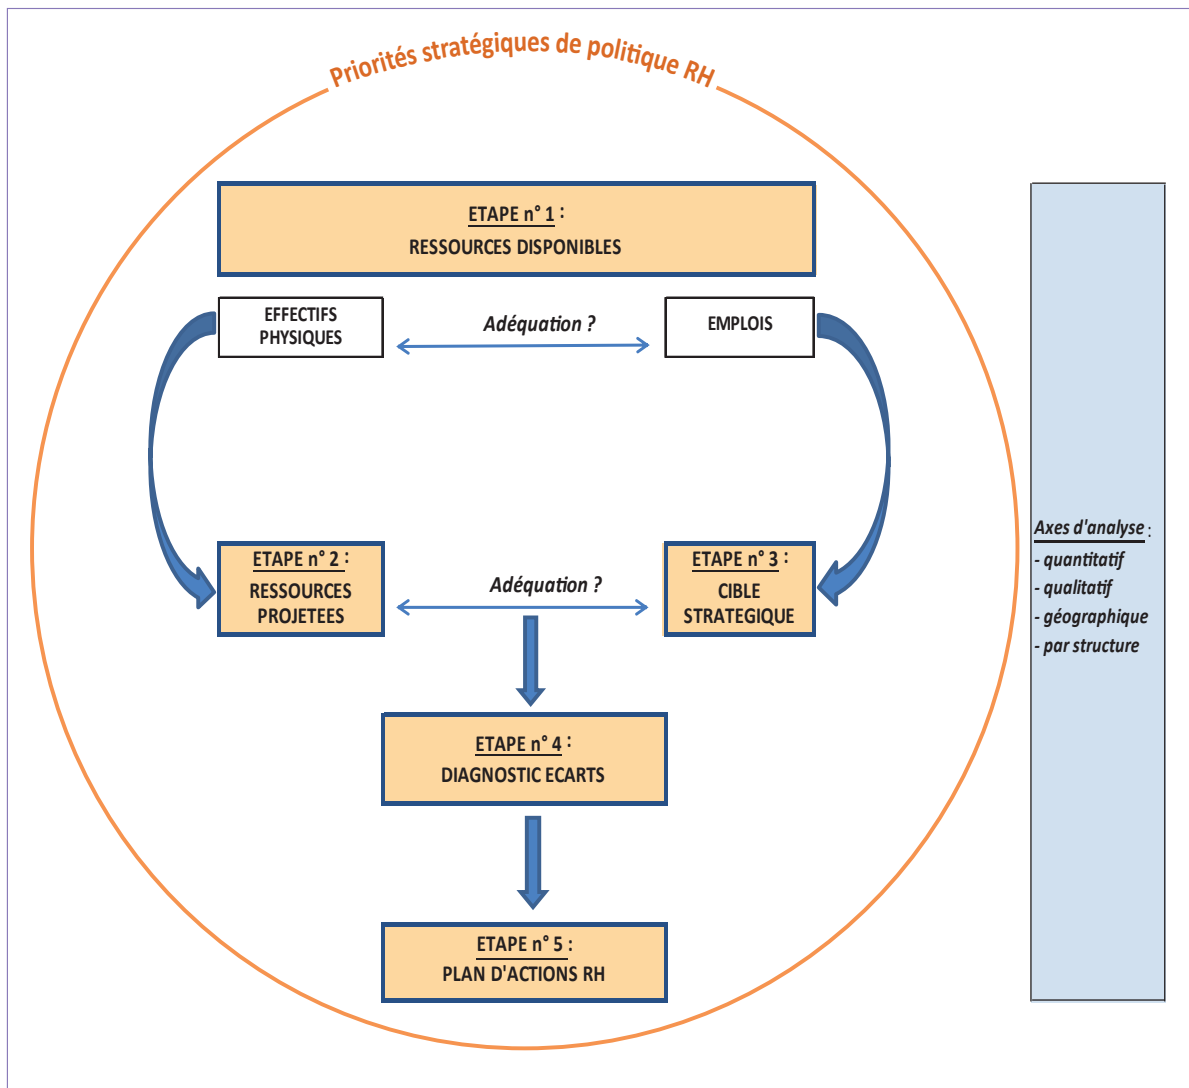 Priorités stratégiques de politique RH
ETAPE n° 1 :
RESSOURCES DISPONIBLES
EFFECTIFS
PHYSIQUES
Adéquation ?
EMPLOIS
ETAPE n° 2 :
RESSOURCES
PROJETEES
Adéquation ?
ETAPE n° 3 :
CIBLE
STRATEGIQUE
ETAPE n° 4 :
DIAGNOSTIC ECARTS
ETAPE n° 5 :
PLAN D'ACTIONS RH
Axes d'analyse :
- quantitatif
- qualitatif
- géographique
- par structure